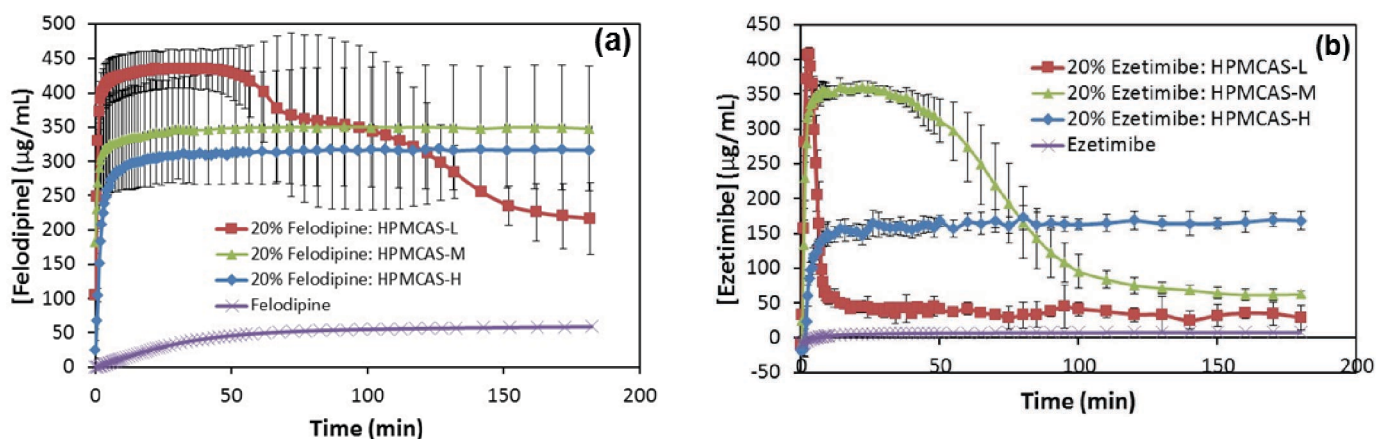 (a)
[Felodipine] (µg/mL)
500
450
400
350
300
250
200
150
100
50
0
20% Felodipine: HPMCAS-L
20% Felodipine: HPMCAS-M
20% Felodipine: HPMCAS-H
Felodipine
0 50 100 150 200
Time (min)
(b)
[Ezetimibe] (µg/mL)
450
400
350
300
250
200
150
100
50
0
-50
20% Ezetimibe: HPMCAS-L
20% Ezetimibe: HPMCAS-M
20% Ezetimibe: HPMCAS-H
Ezetimibe
0 50 100 150 200
Time (min)